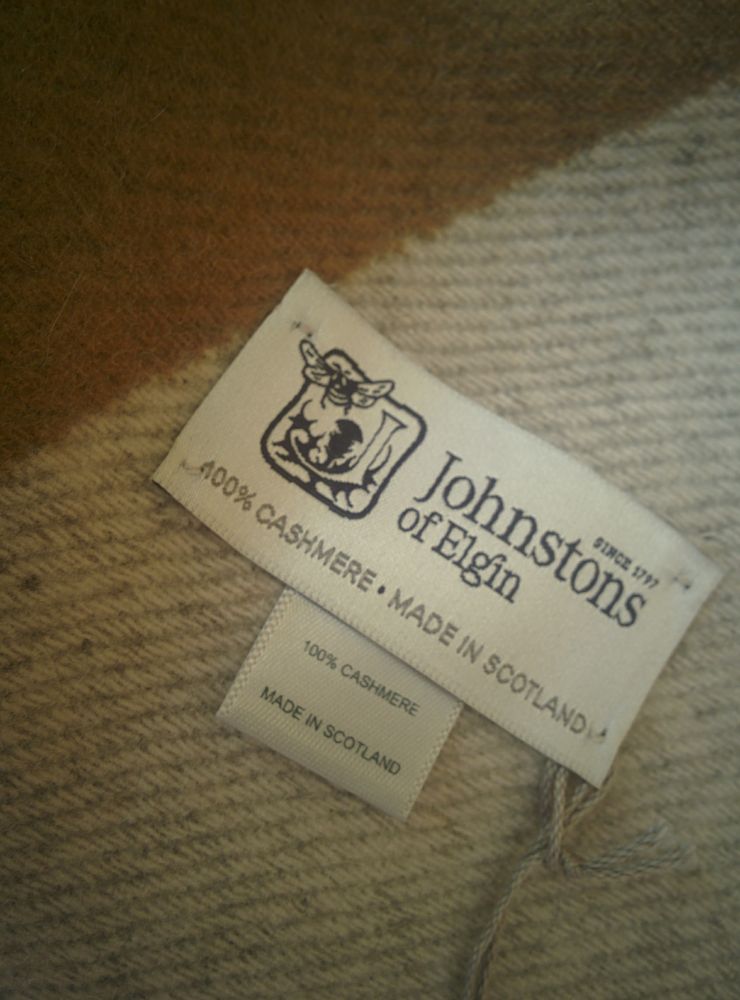 Johnstons
of Elgin
SINCE 1797
100% CASHMERE • MADE IN SCOTLAND
100% CASHMERE
MADE IN SCOTLAND